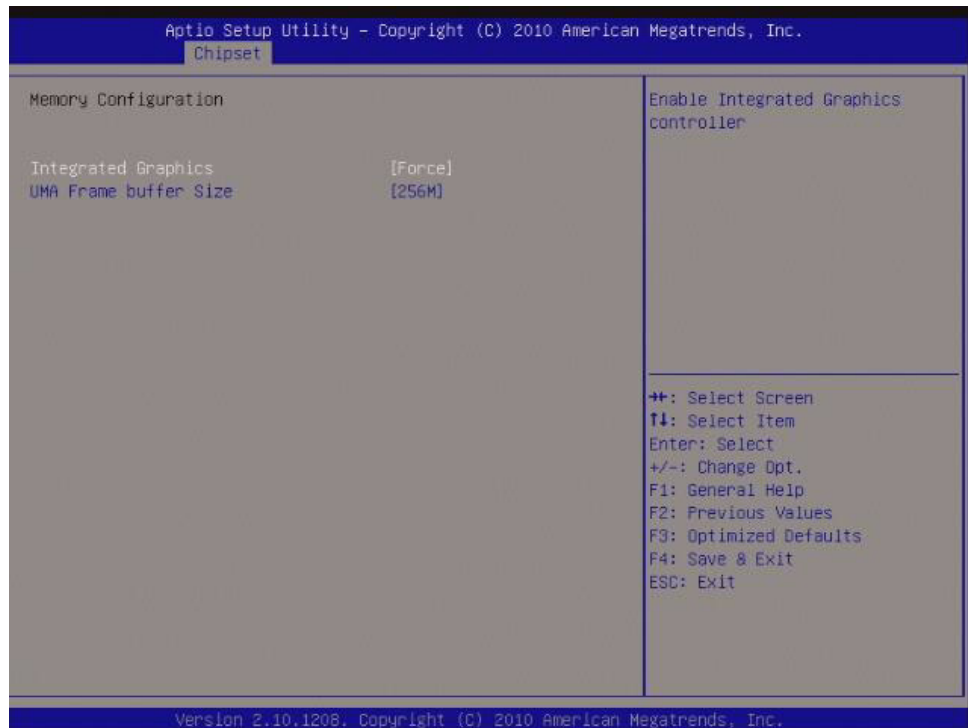 Aptio Setup Utility – Copyright (C) 2010 American Megatrends, Inc.
Chipset
Memory Configuration
Integrated Graphics [Force]
UMA Frame buffer Size [256M]
Enable Integrated Graphics
controller
→←: Select Screen
↑↓: Select Item
Enter: Select
+/-: Change Opt.
F1: General Help
F2: Previous Values
F3: Optimized Defaults
F4: Save & Exit
ESC: Exit
Version 2.10.1208. Copyright (C) 2010 American Megatrends, Inc.